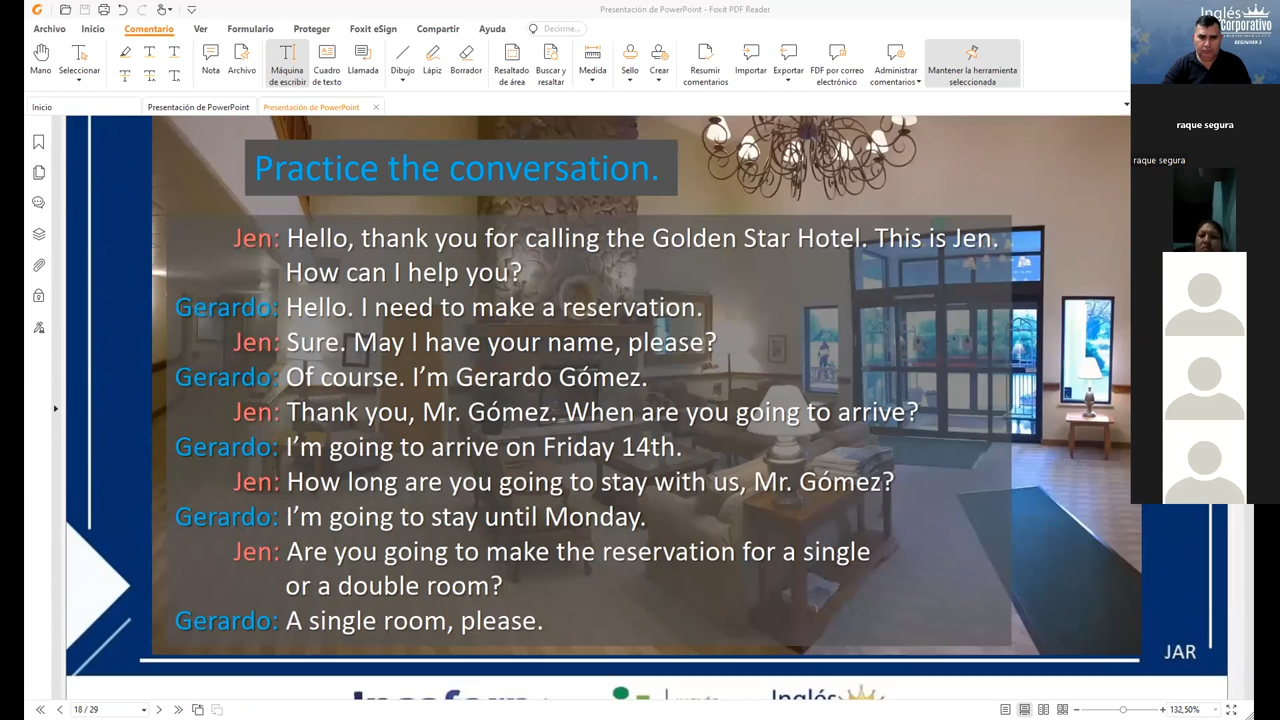 Presentación de PowerPoint - Foxit PDF Reader
Archivo Inicio Comentario Ver Formulario Proteger Foxit eSign Compartir Ayuda Decirme...
Mano Seleccionar Nota Archivo Máquina de escribir Cuadro de texto Llamada Dibujo Lápiz Borrador Resaltado de área Buscar y resaltar Medida Sello Crear Resumir comentarios Importar Exportar PDF por correo electrónico Administrar comentarios Mantener la herramienta seleccionada
Inicio Presentación de PowerPoint Presentación de PowerPoint
Inglés
Corporativo
BEGINNER 2
raque segura
raque segura
Practice the conversation.
Jen: Hello, thank you for calling the Golden Star Hotel. This is Jen.
How can I help you?
Gerardo: Hello. I need to make a reservation.
Jen: Sure. May I have your name, please?
Gerardo: Of course. I'm Gerardo Gómez.
Jen: Thank you, Mr. Gómez. When are you going to arrive?
Gerardo: I'm going to arrive on Friday 14th.
Jen: How long are you going to stay with us, Mr. Gómez?
Gerardo: I'm going to stay until Monday.
Jen: Are you going to make the reservation for a single
or a double room?
Gerardo: A single room, please.
JAR
Inglés
18 / 29
132,50%